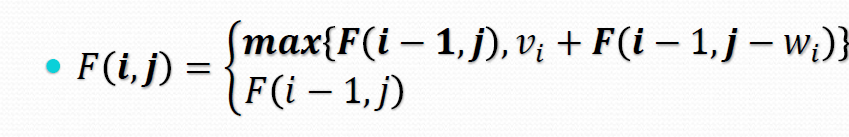 • F(i, j) = { max{F(i − 1, j), vᵢ + F(i − 1, j − wᵢ)}
F(i − 1, j)